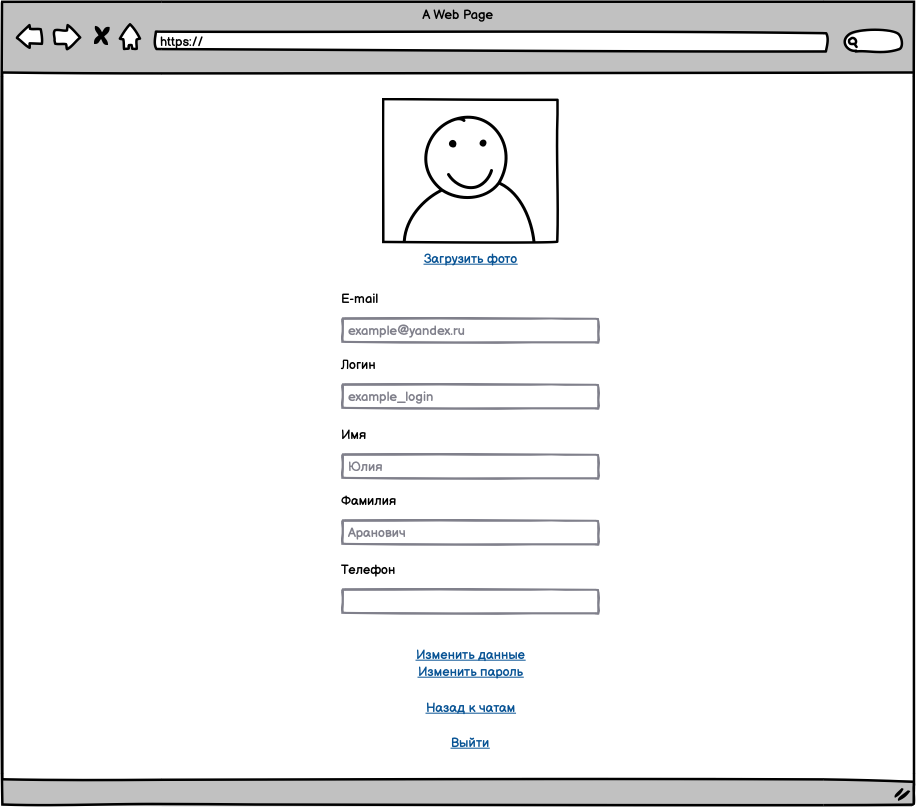 A Web Page
https://
Загрузить фото
E-mail
example@yandex.ru
Логин
example_login
Имя
Юлия
Фамилия
Аранович
Телефон
Изменить данные
Изменить пароль
Назад к чатам
Выйти